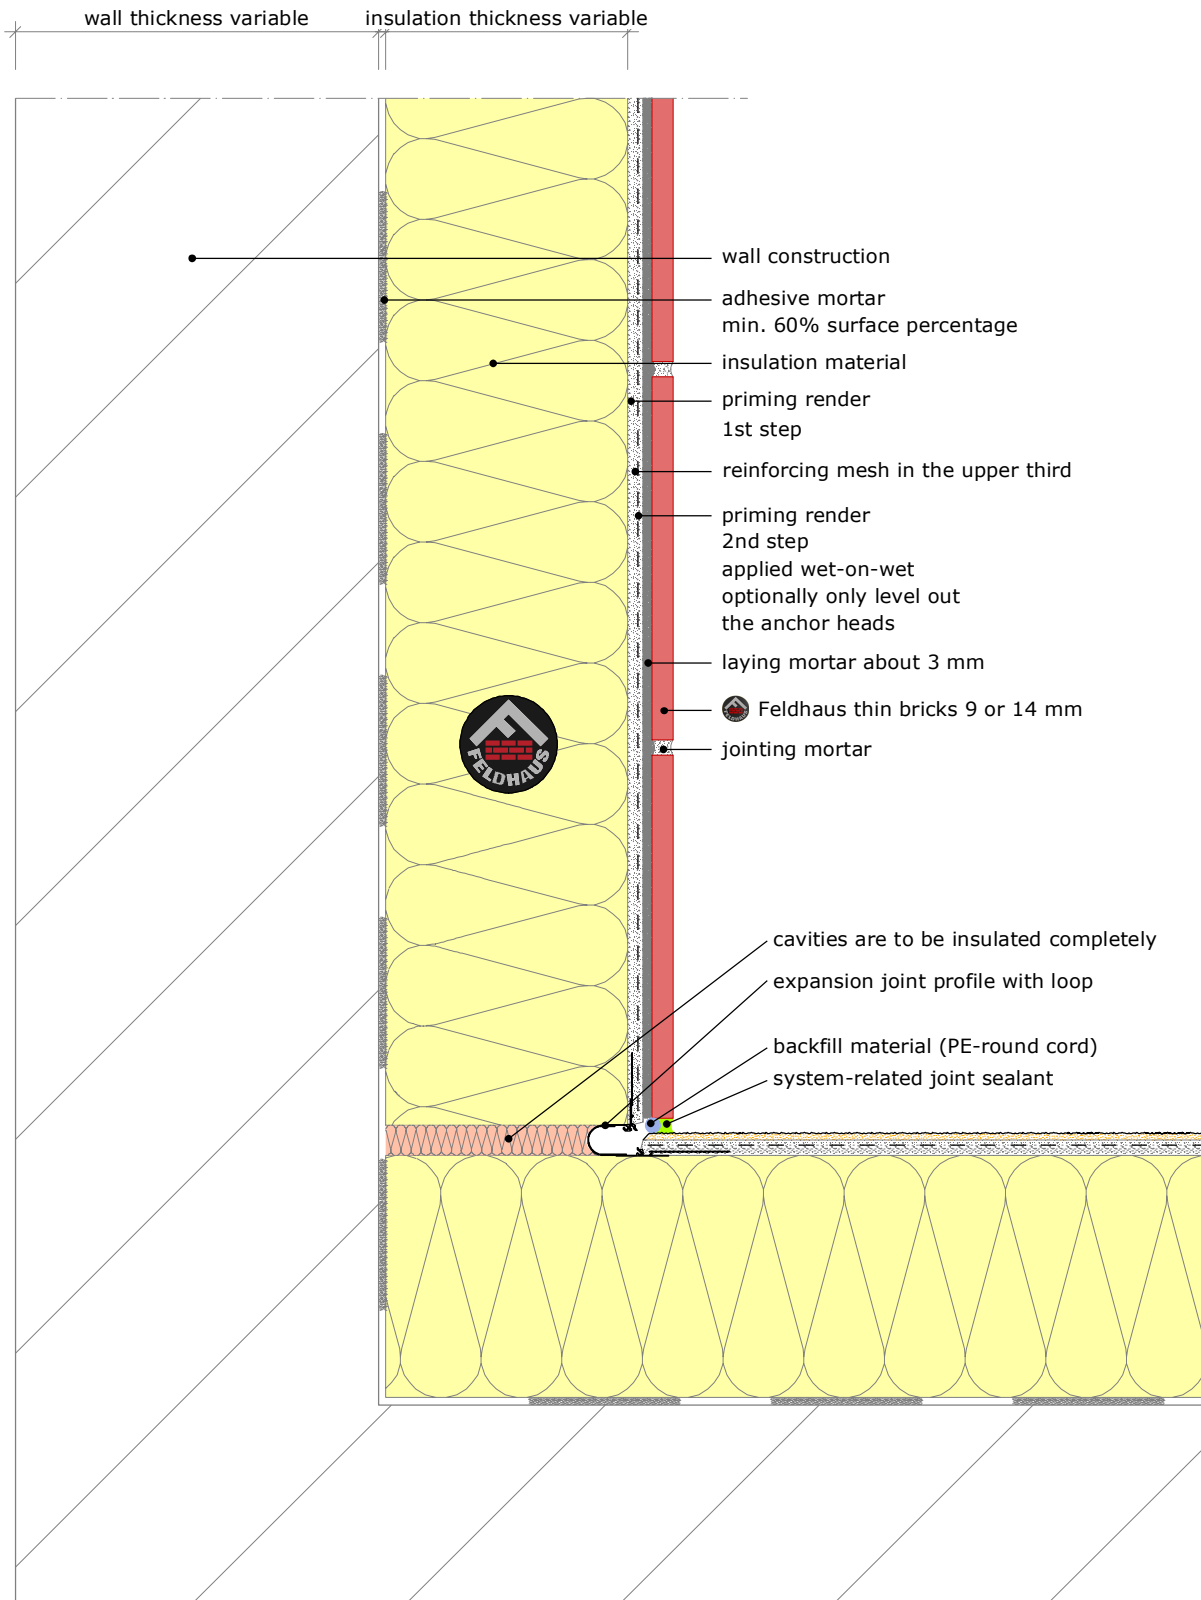 wall thickness variable
insulation thickness variable
wall construction
adhesive mortar
min. 60% surface percentage
insulation material
priming render
1st step
reinforcing mesh in the upper third
priming render
2nd step
applied wet-on-wet
optionally only level out
the anchor heads
laying mortar about 3 mm
FELDHAUS
FELDHAUS Feldhaus thin bricks 9 or 14 mm
jointing mortar
cavities are to be insulated completely
expansion joint profile with loop
backfill material (PE-round cord)
system-related joint sealant